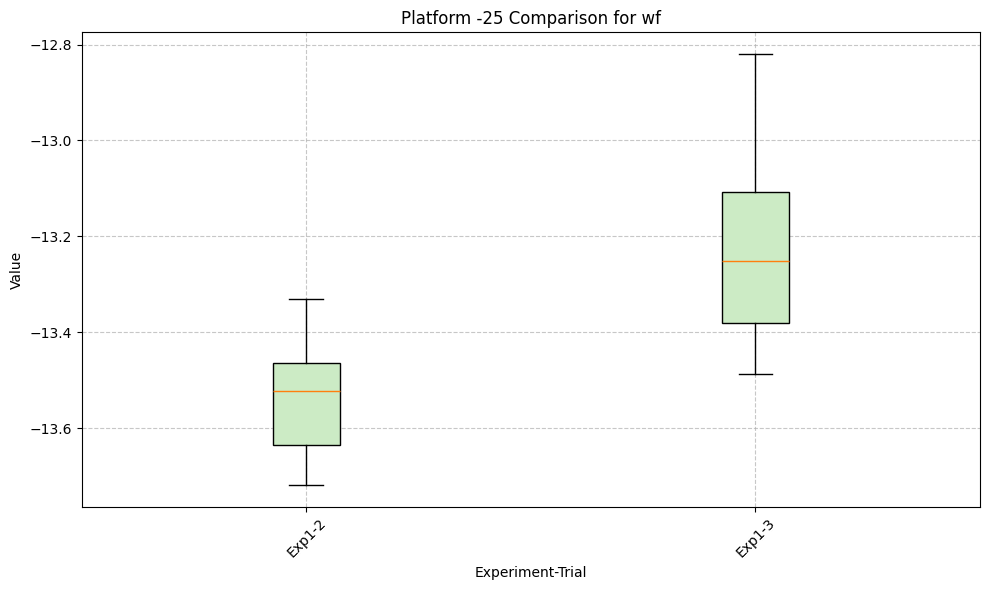 Platform -25 Comparison for wf
Value
−12.8
−13.0
−13.2
−13.4
−13.6
Exp1-2
Exp1-3
Experiment-Trial